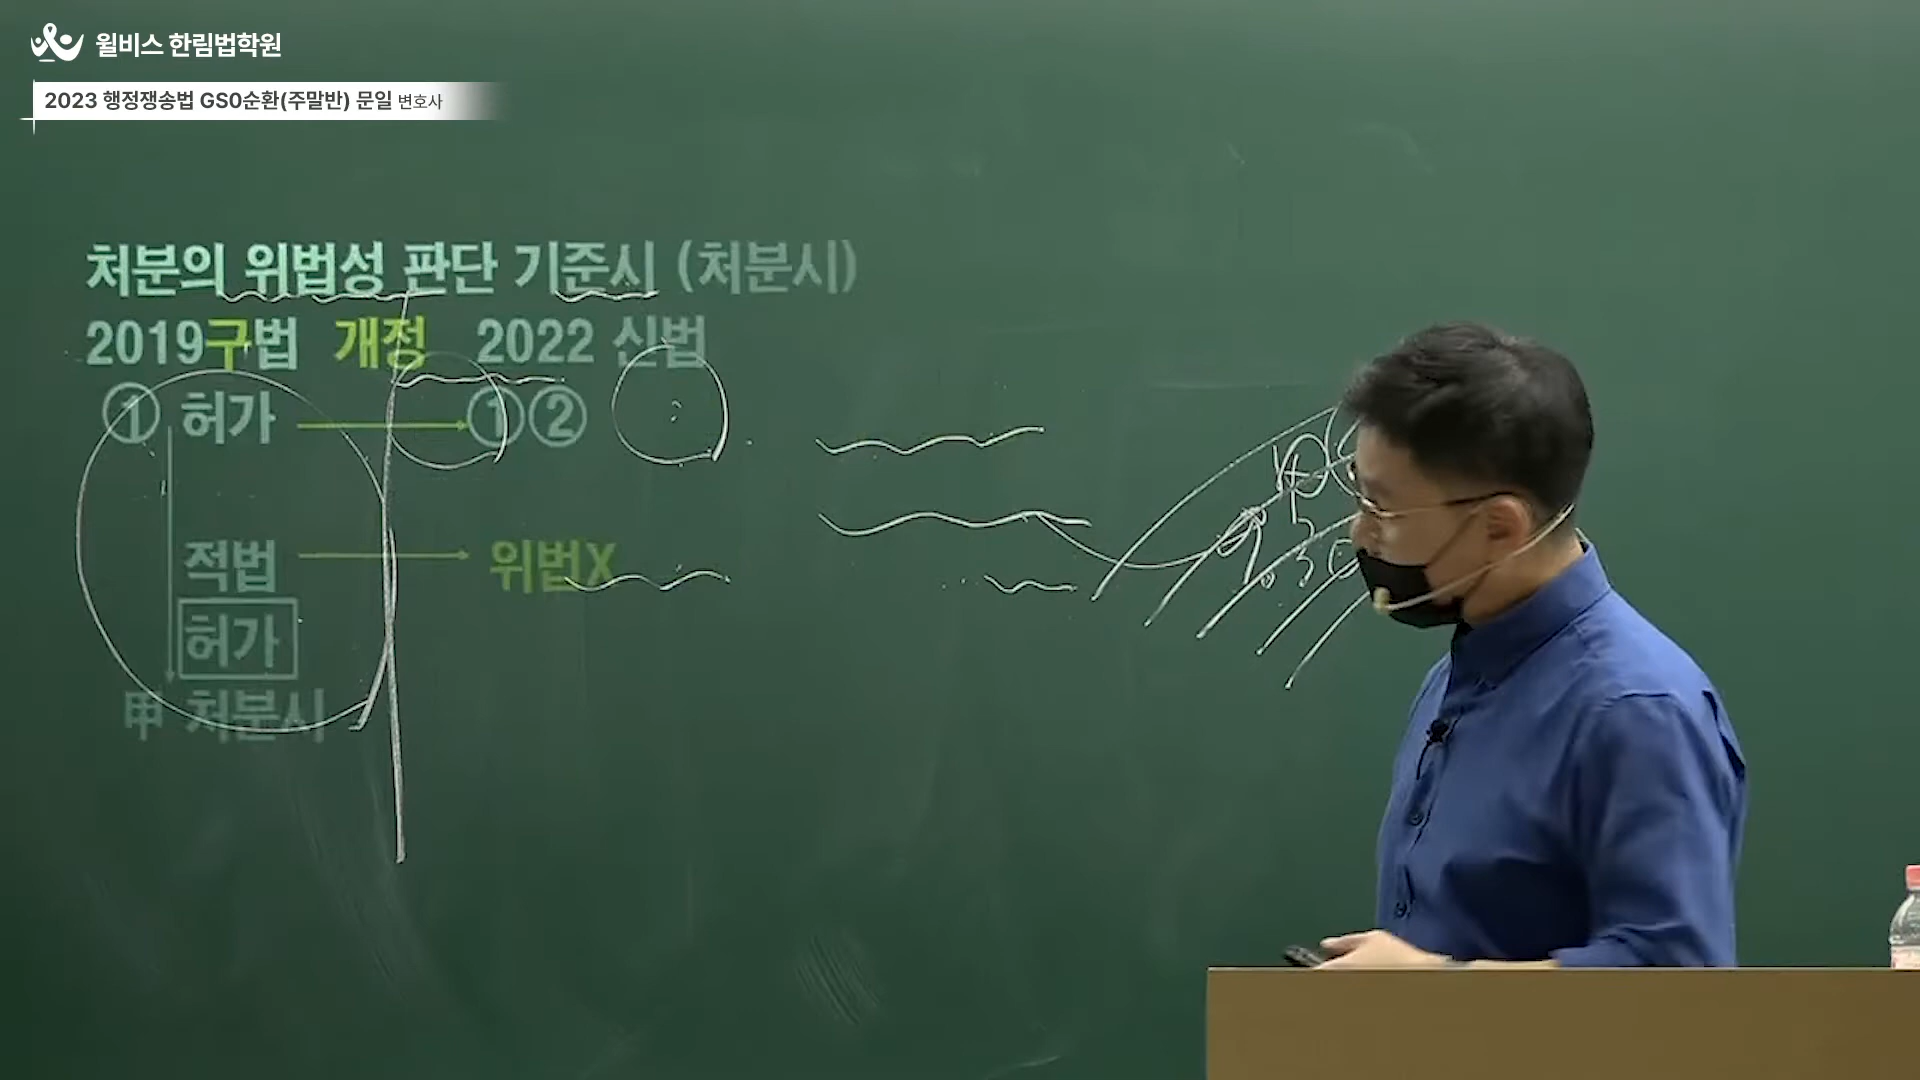 윌비스 한림법학원
2023 행정쟁송법 GS0순환(주말반) 문일 변호사
처분의 위법성 판단 기준시 (처분시)
2019구법 개정 2022 신법
① 허가 → ①②
적법 → 위법X
허가
甲 처분시